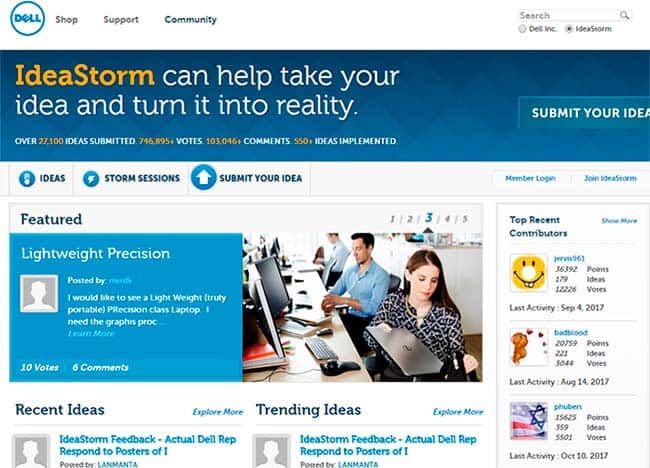 DELL
Shop
Support
Community
Search
Dell Inc.
IdeaStorm
IdeaStorm can help take your
idea and turn it into reality.
SUBMIT YOUR IDEA
OVER 27,100 IDEAS SUBMITTED. 746,895+ VOTES. 103,046+ COMMENTS. 550+ IDEAS IMPLEMENTED.
IDEAS
STORM SESSIONS
SUBMIT YOUR IDEA
Member Login
Join IdeaStorm
Featured
1 | 2 | 3 | 4 | 5
Lightweight Precision
Posted by:
I would like to see a Light Weight (truly
portable) PRecision class Laptop. I
need the graphis proc...
Learn More
10 Votes | 6 Comments
Top Recent
Contributors
Show More
jervis961
36392 Points
179 Ideas
12226 Votes
Last Activity : Sep 4, 2017
badblood
20759 Points
221 Ideas
3044 Votes
Last Activity : Aug 14, 2017
phuben
15625 Points
359 Ideas
5501 Votes
Last Activity : Oct 10, 2017
Recent Ideas
Explore More
IdeaStorm Feedback - Actual Dell Rep
Respond to Posters of I
Posted by: LANMANTA
Trending Ideas
Explore More
IdeaStorm Feedback - Actual Dell Rep
Respond to Posters of I
Posted by: LANMANTA